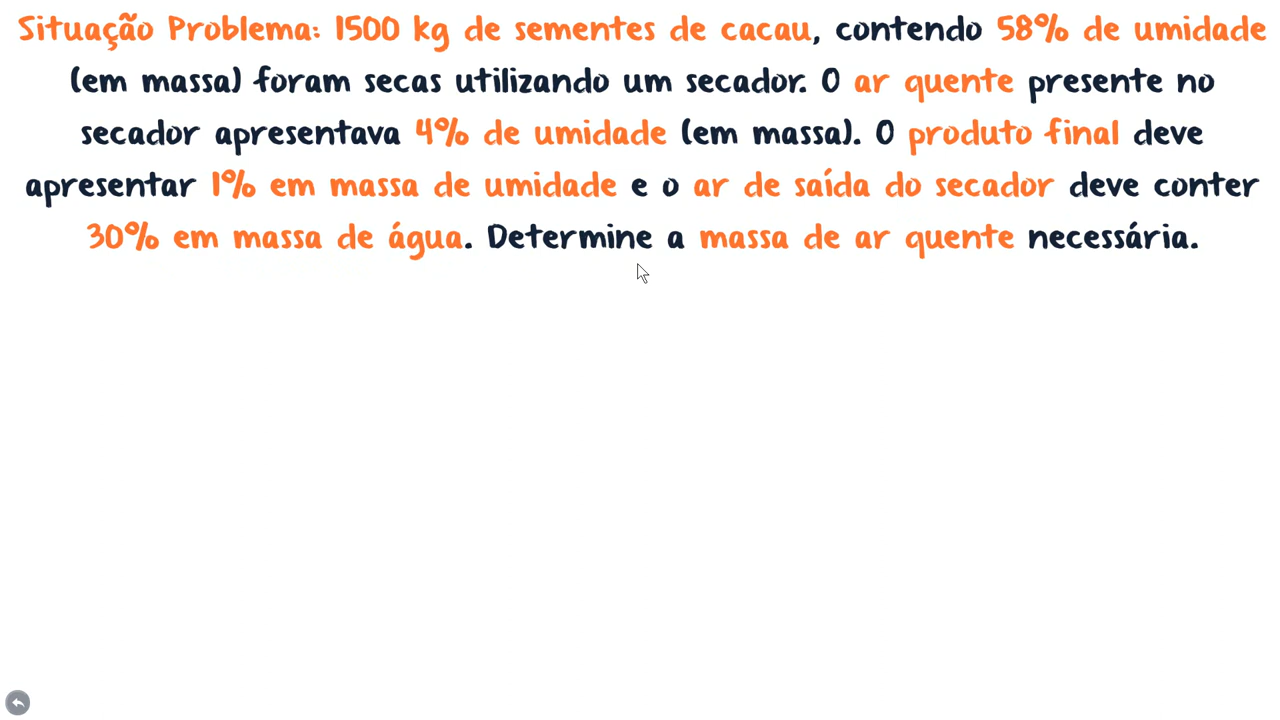 Situação Problema: 1500 kg de sementes de cacau, contendo 58% de umidade
(em massa) foram secas utilizando um secador. O ar quente presente no
secador apresentava 4% de umidade (em massa). O produto final deve
apresentar 1% em massa de umidade e o ar de saída do secador deve conter
30% em massa de água. Determine a massa de ar quente necessária.